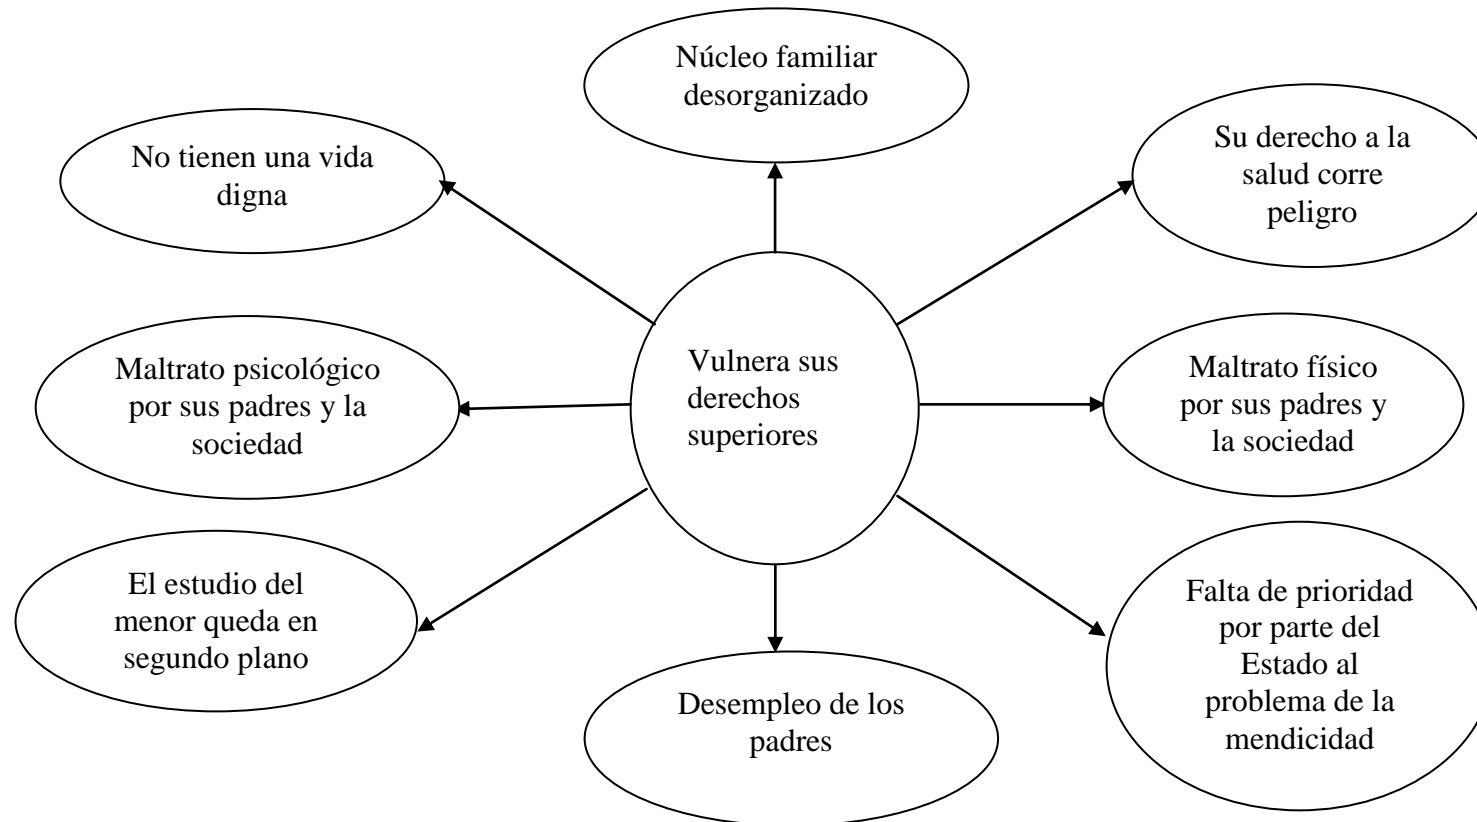 Núcleo familiar
desorganizado
No tienen una vida
digna
Su derecho a la
salud corre
peligro
Maltrato psicológico
por sus padres y la
sociedad
Vulnera sus
derechos
superiores
Maltrato físico
por sus padres y
la sociedad
El estudio del
menor queda en
segundo plano
Desempleo de los
padres
Falta de prioridad
por parte del
Estado al
problema de la
mendicidad